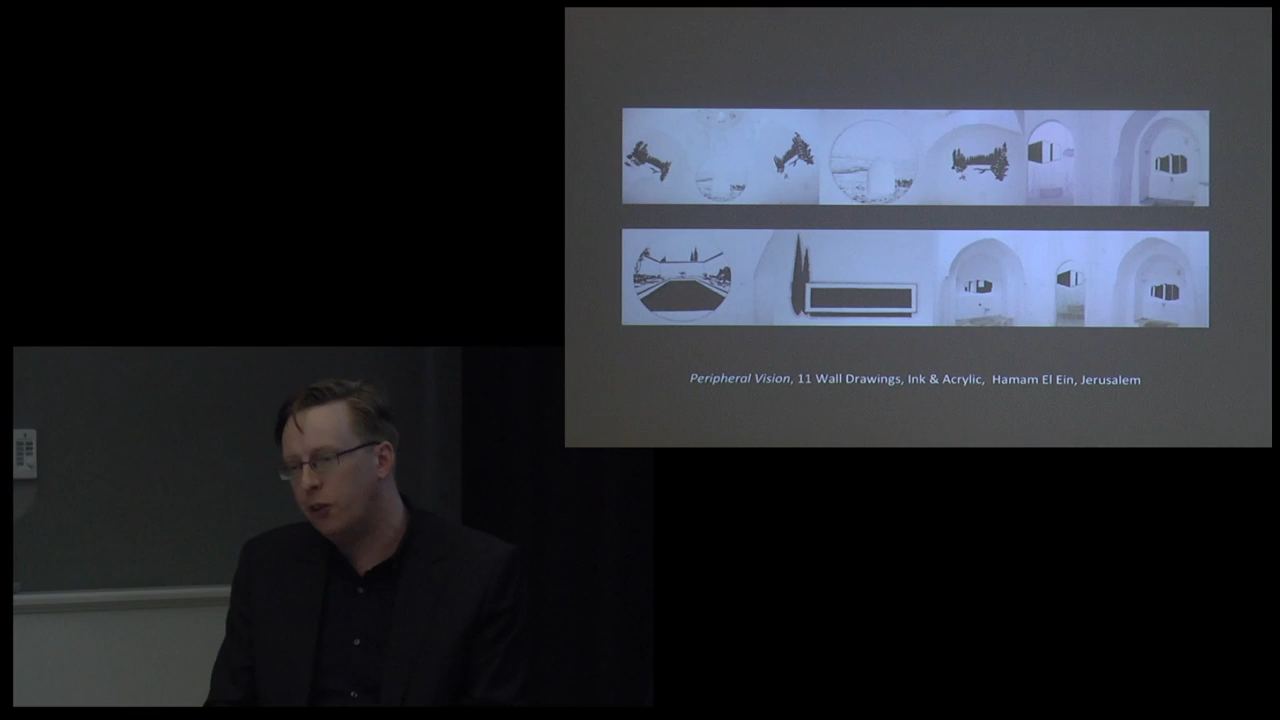 Peripheral Vision, 11 Wall Drawings, Ink & Acrylic, Hamam El Ein, Jerusalem